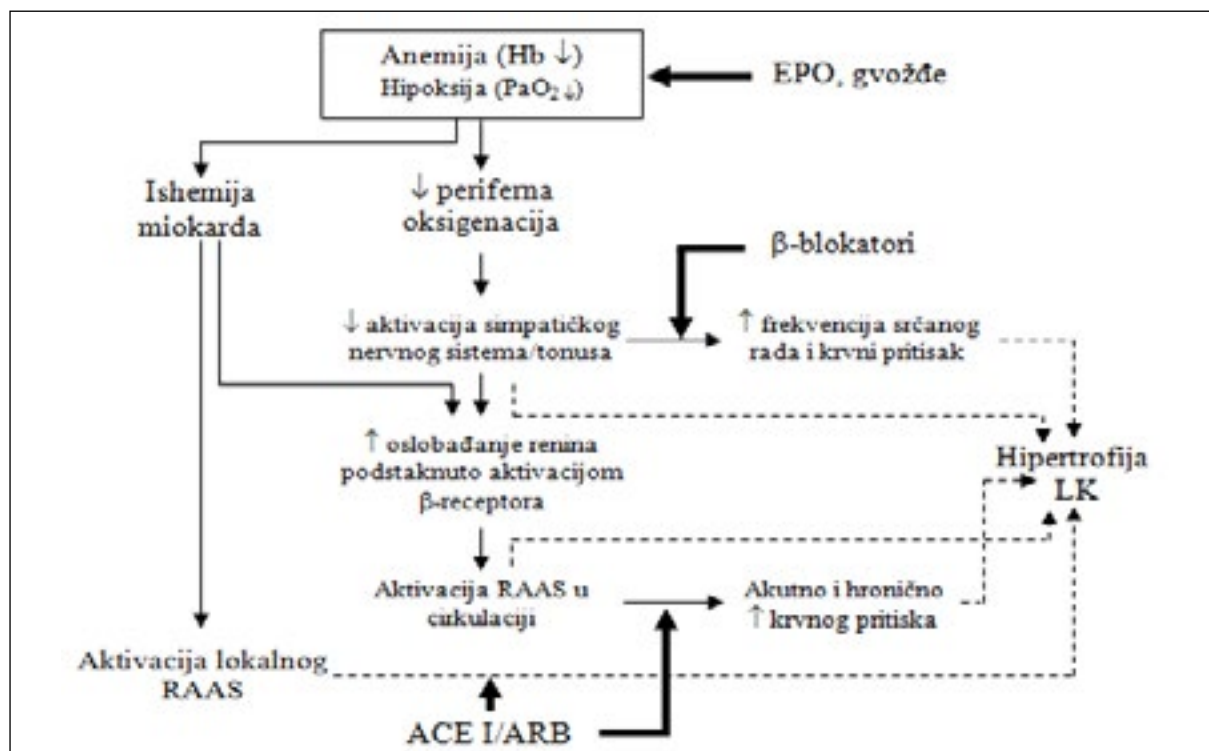 Anemija (Hb ↓)
Hipoksija (PaO₂↓)
EPO, gvožđe
Ishemija
miokarda
↓ periferna
oksigenacija
β-blokatori
↓ aktivacija simpatičkog
nervnog sistema/tonusa
↑ frekvencija srčanog
rada i krvni pritisak
↑ oslobađanje renina
podstaknuto aktivacijom
β-receptora
Hipertrofija
LK
Aktivacija RAAS u
cirkulaciji
Akutno i hronično
↑ krvnog pritiska
Aktivacija lokalnog
RAAS
ACE I/ARB